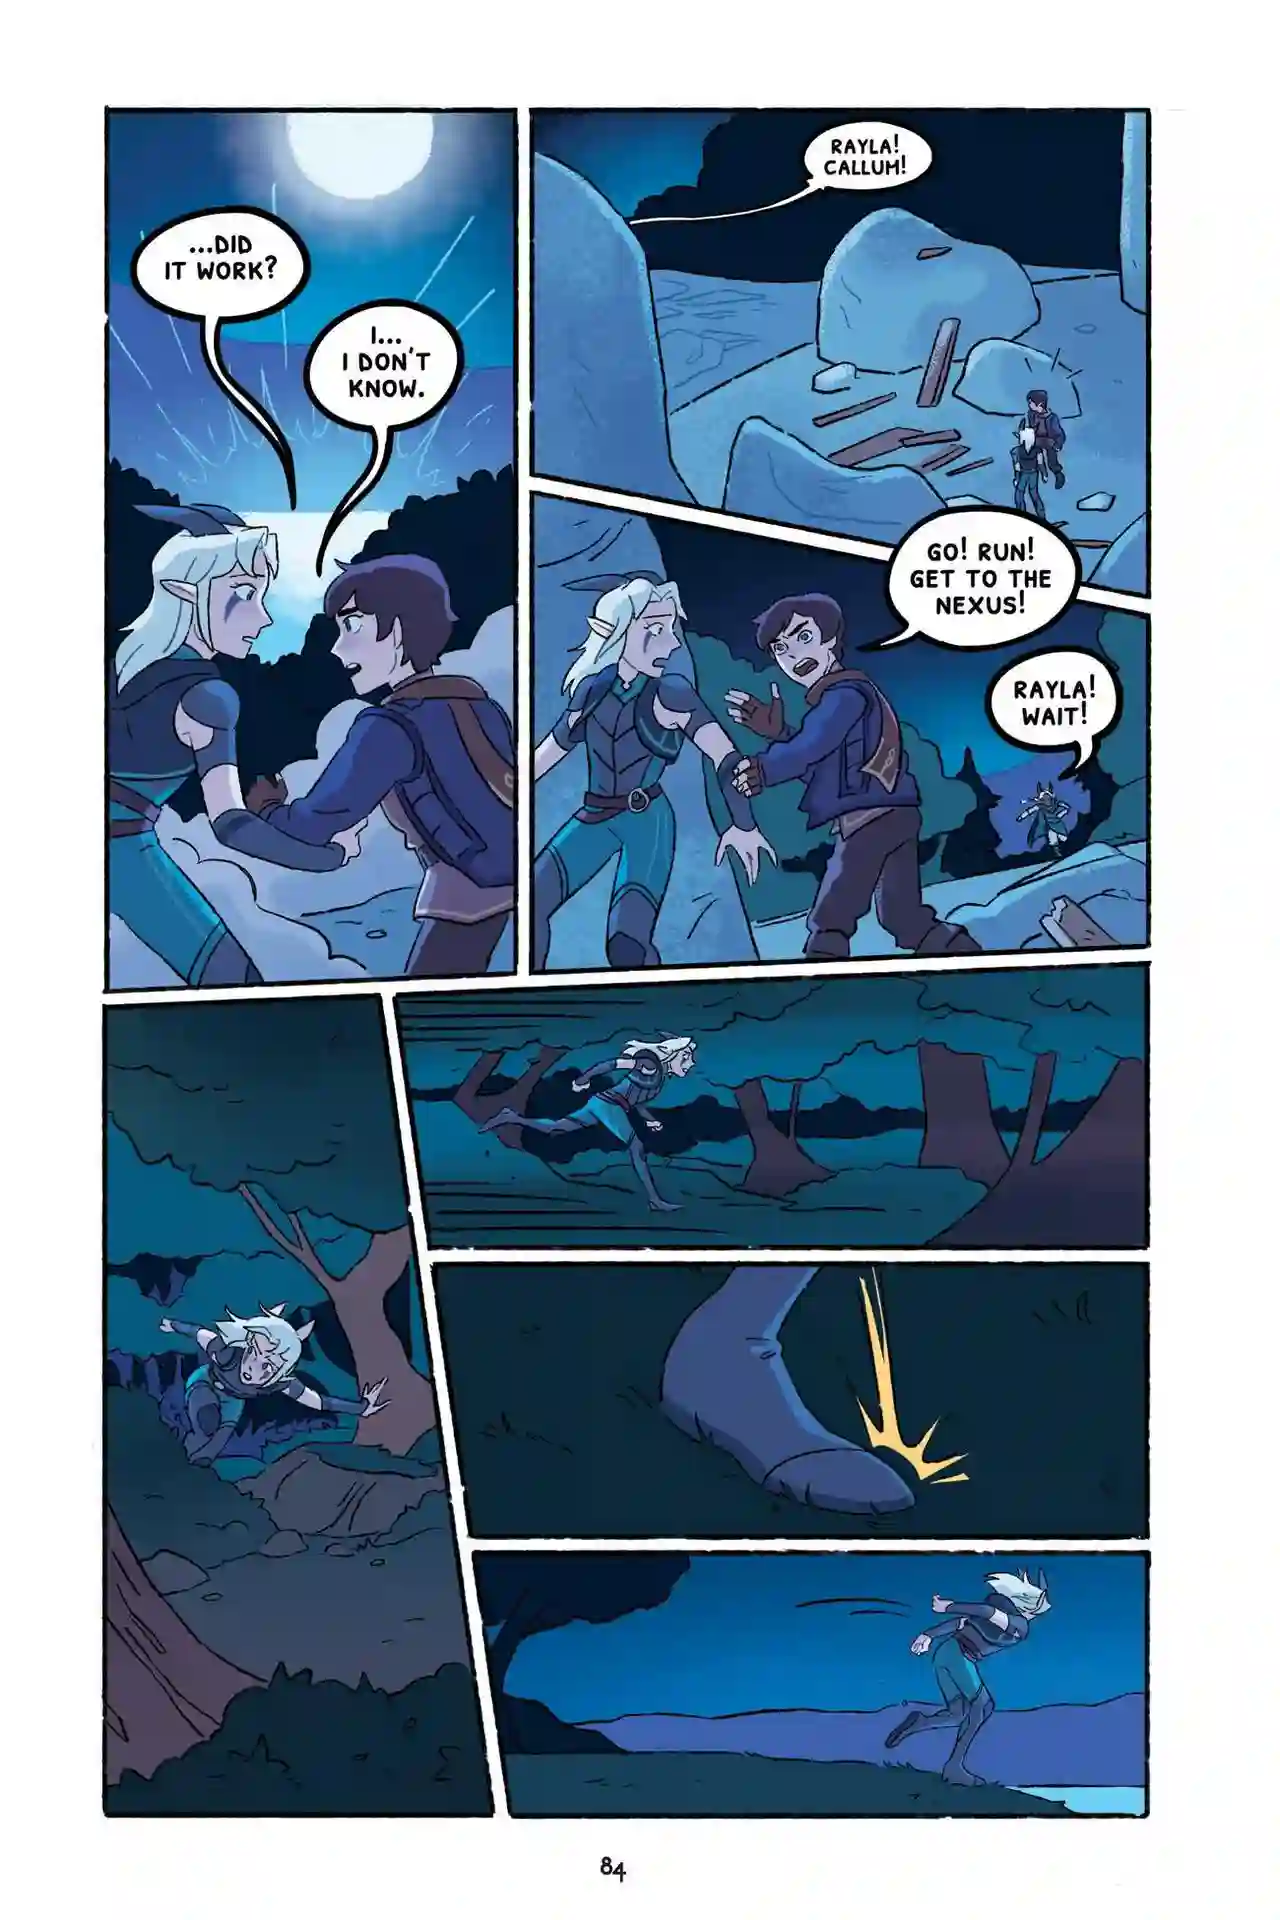 ...DID
IT WORK?
I...
I DON'T
KNOW.
RAYLA!
CALLUM!
GO! RUN!
GET TO THE
NEXUS!
RAYLA!
WAIT!
84